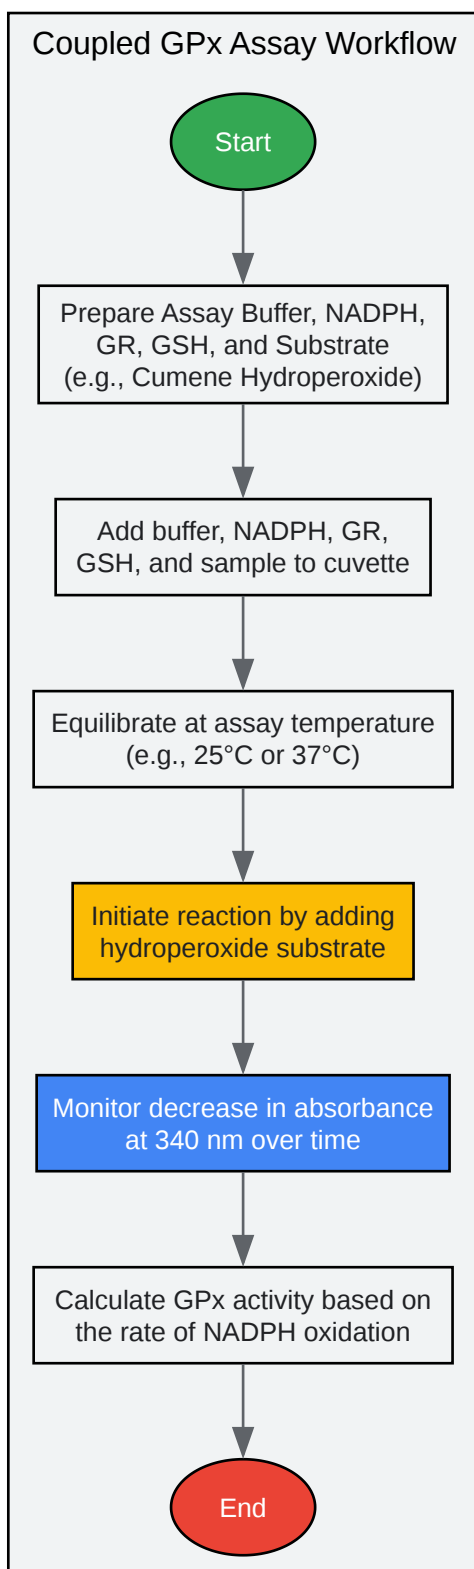 Coupled GPx Assay Workflow
Start
Prepare Assay Buffer, NADPH,
GR, GSH, and Substrate
(e.g., Cumene Hydroperoxide)
Add buffer, NADPH, GR,
GSH, and sample to cuvette
Equilibrate at assay temperature
(e.g., 25°C or 37°C)
Initiate reaction by adding
hydroperoxide substrate
Monitor decrease in absorbance
at 340 nm over time
Calculate GPx activity based on
the rate of NADPH oxidation
End